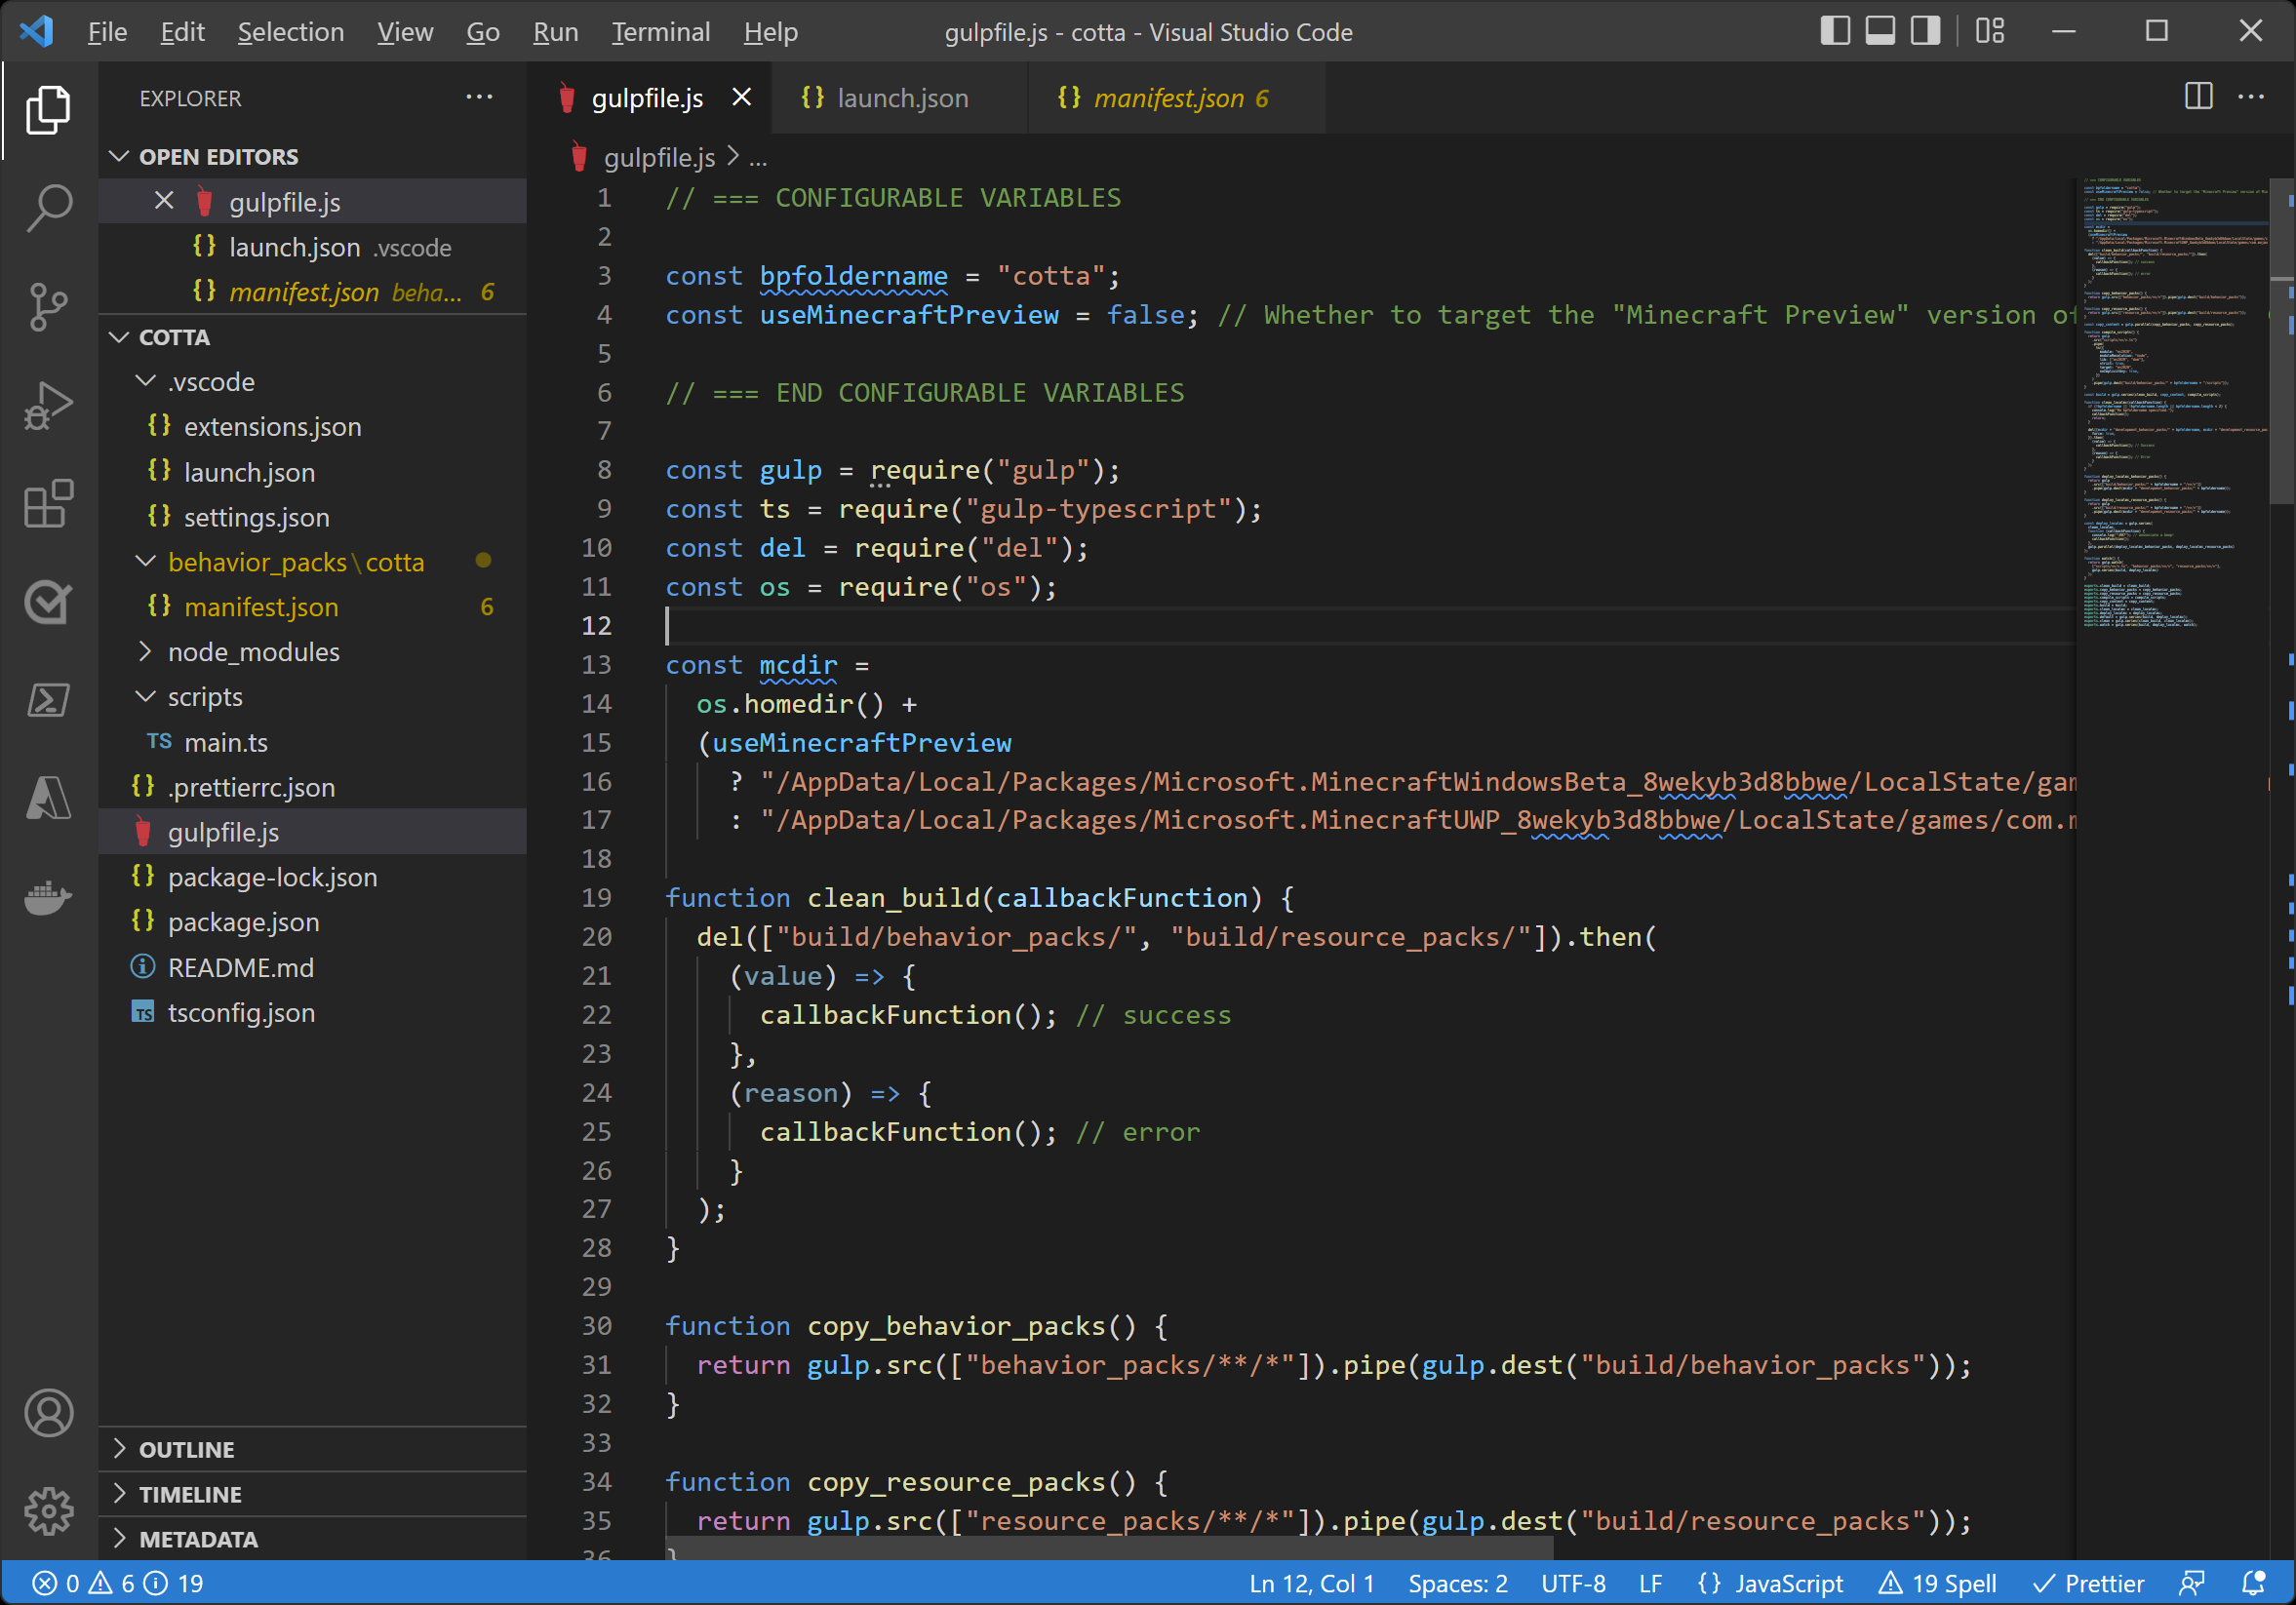 File Edit Selection View Go Run Terminal Help
gulpfile.js - cotta - Visual Studio Code
EXPLORER
OPEN EDITORS
gulpfile.js
launch.json .vscode
manifest.json beha... 6
COTTA
.vscode
extensions.json
launch.json
settings.json
behavior_packs\cotta
manifest.json 6
node_modules
scripts
TS main.ts
.prettierrc.json
gulpfile.js
package-lock.json
package.json
README.md
TS tsconfig.json
OUTLINE
TIMELINE
METADATA
gulpfile.js
launch.json
manifest.json 6
gulpfile.js > ...
1 // === CONFIGURABLE VARIABLES
2
3 const bpfoldername = "cotta";
4 const useMinecraftPreview = false; // Whether to target the "Minecraft Preview" version of
5
6 // === END CONFIGURABLE VARIABLES
7
8 const gulp = require("gulp");
9 const ts = require("gulp-typescript");
10 const del = require("del");
11 const os = require("os");
12
13 const mcdir =
14 os.homedir() +
15 (useMinecraftPreview
16 ? "/AppData/Local/Packages/Microsoft.MinecraftWindowsBeta_8wekyb3d8bbwe/LocalState/gam
17 : "/AppData/Local/Packages/Microsoft.MinecraftUWP_8wekyb3d8bbwe/LocalState/games/com.m
18
19 function clean_build(callbackFunction) {
20 del(["build/behavior_packs/", "build/resource_packs/"]).then(
21 (value) => {
22 callbackFunction(); // success
23 },
24 (reason) => {
25 callbackFunction(); // error
26 }
27 );
28 }
29
30 function copy_behavior_packs() {
31 return gulp.src(["behavior_packs/**/*"]).pipe(gulp.dest("build/behavior_packs"));
32 }
33
34 function copy_resource_packs() {
35 return gulp.src(["resource_packs/**/*"]).pipe(gulp.dest("build/resource_packs"));
36 }
0 6 19
Ln 12, Col 1 Spaces: 2 UTF-8 LF {} JavaScript 19 Spell Prettier